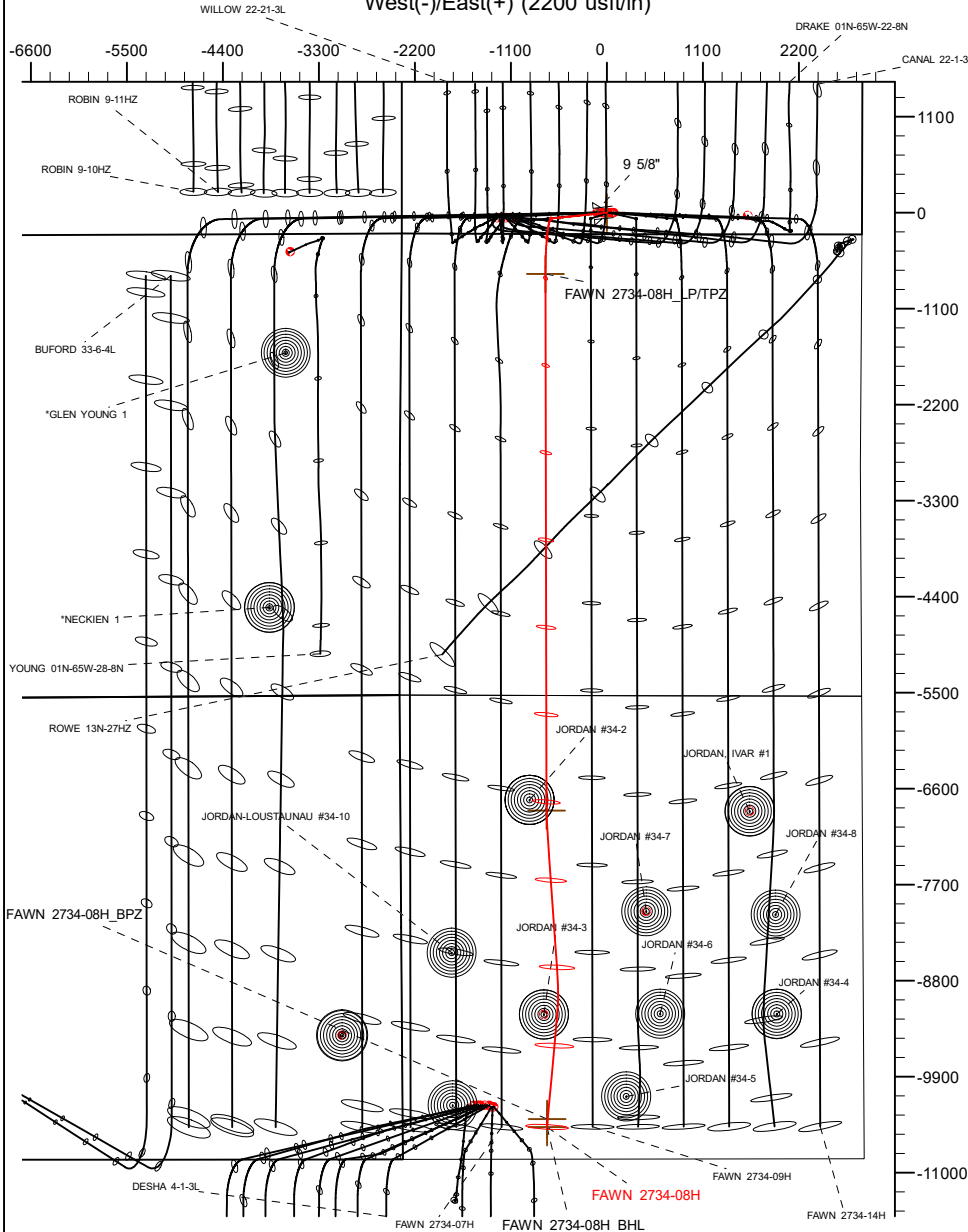 West(-)/East(+) (2200 usft/in)
WILLOW 22-21-3L
DRAKE 01N-65W-22-8N
-6600 -5500 -4400 -3300 -2200 -1100 0 1100 2200
CANAL 22-1-3
ROBIN 9-11HZ
1100
ROBIN 9-10HZ
9 5/8"
0
FAWN 2734-08H_LP/TPZ
-1100
BUFORD 33-6-4L
*GLEN YOUNG 1
-2200
-3300
-4400
*NECKIEN 1
YOUNG 01N-65W-28-8N
-5500
ROWE 13N-27HZ
JORDAN #34-2
JORDAN, IVAR #1
-6600
JORDAN-LOUSTAUNAU #34-10
JORDAN #34-7
JORDAN #34-8
-7700
FAWN 2734-08H_BPZ
JORDAN #34-3
JORDAN #34-6
-8800
JORDAN #34-4
JORDAN #34-5
-9900
-11000
FAWN 2734-09H
DESHA 4-1-3L
FAWN 2734-08H
FAWN 2734-14H
FAWN 2734-07H
FAWN 2734-08H_BHL